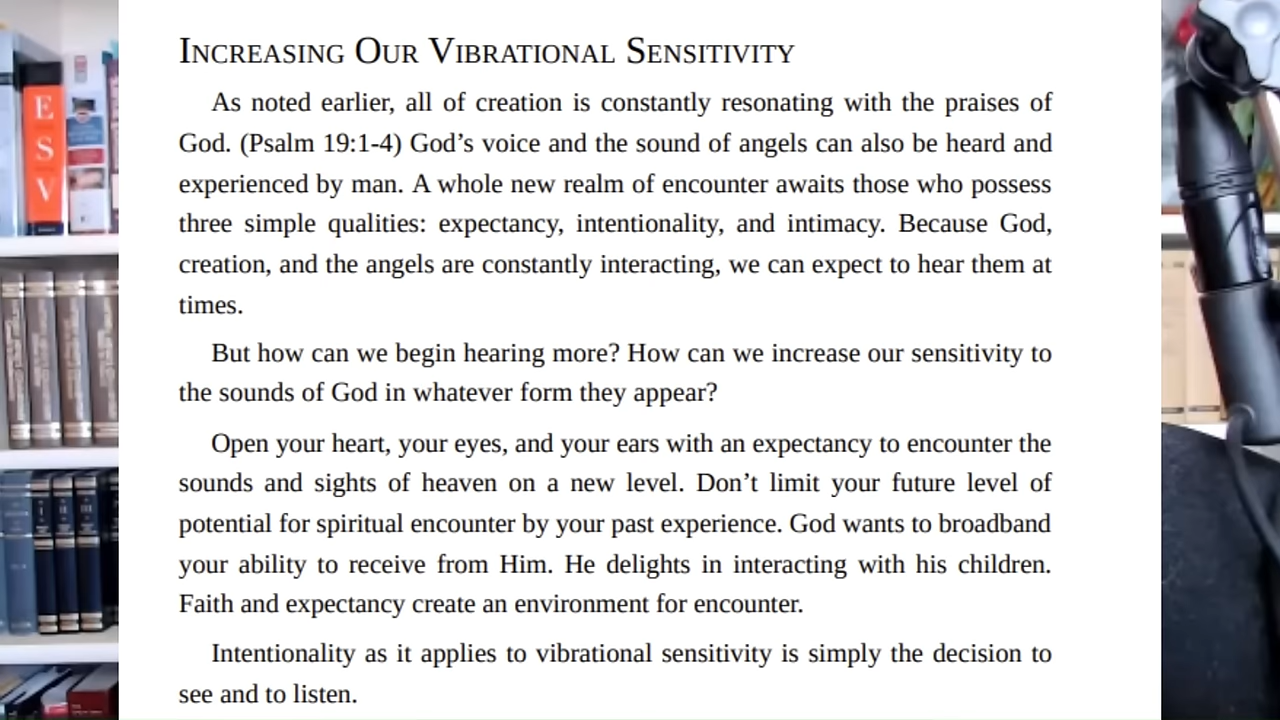 INCREASING OUR VIBRATIONAL SENSITIVITY
As noted earlier, all of creation is constantly resonating with the praises of
God. (Psalm 19:1-4) God’s voice and the sound of angels can also be heard and
experienced by man. A whole new realm of encounter awaits those who possess
three simple qualities: expectancy, intentionality, and intimacy. Because God,
creation, and the angels are constantly interacting, we can expect to hear them at
times.
But how can we begin hearing more? How can we increase our sensitivity to
the sounds of God in whatever form they appear?
Open your heart, your eyes, and your ears with an expectancy to encounter the
sounds and sights of heaven on a new level. Don’t limit your future level of
potential for spiritual encounter by your past experience. God wants to broadband
your ability to receive from Him. He delights in interacting with his children.
Faith and expectancy create an environment for encounter.
Intentionality as it applies to vibrational sensitivity is simply the decision to
see and to listen.
ESV
I
II
III